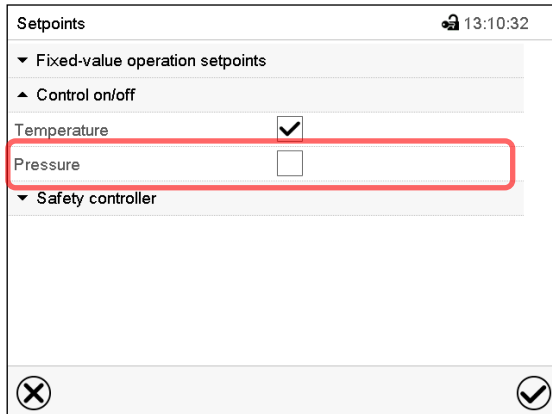 Setpoints 13:10:32
Fixed-value operation setpoints
Control on/off
Temperature
Pressure
Safety controller